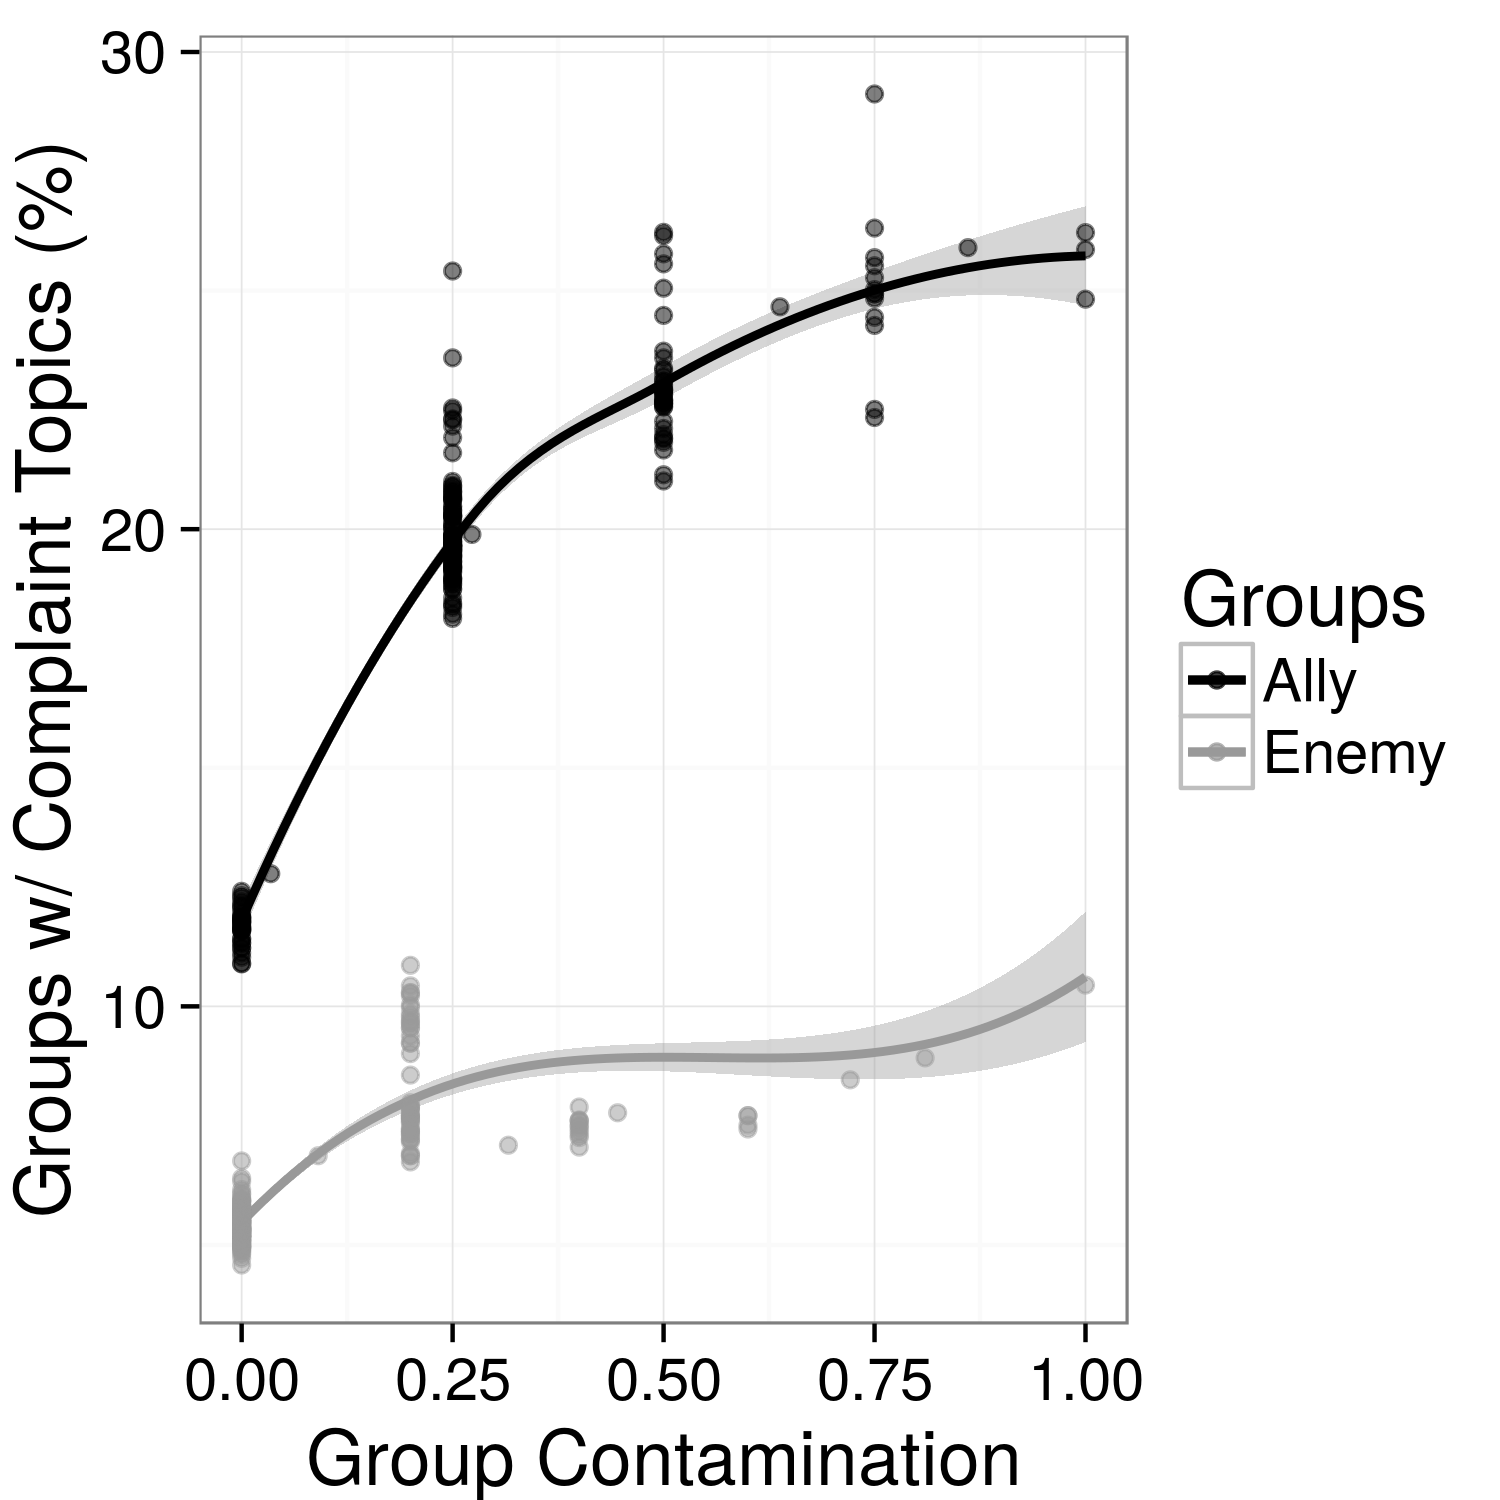 Groups w/ Complaint Topics (%)
30
20
10
0.00 0.25 0.50 0.75 1.00
Group Contamination
Groups
Ally
Enemy